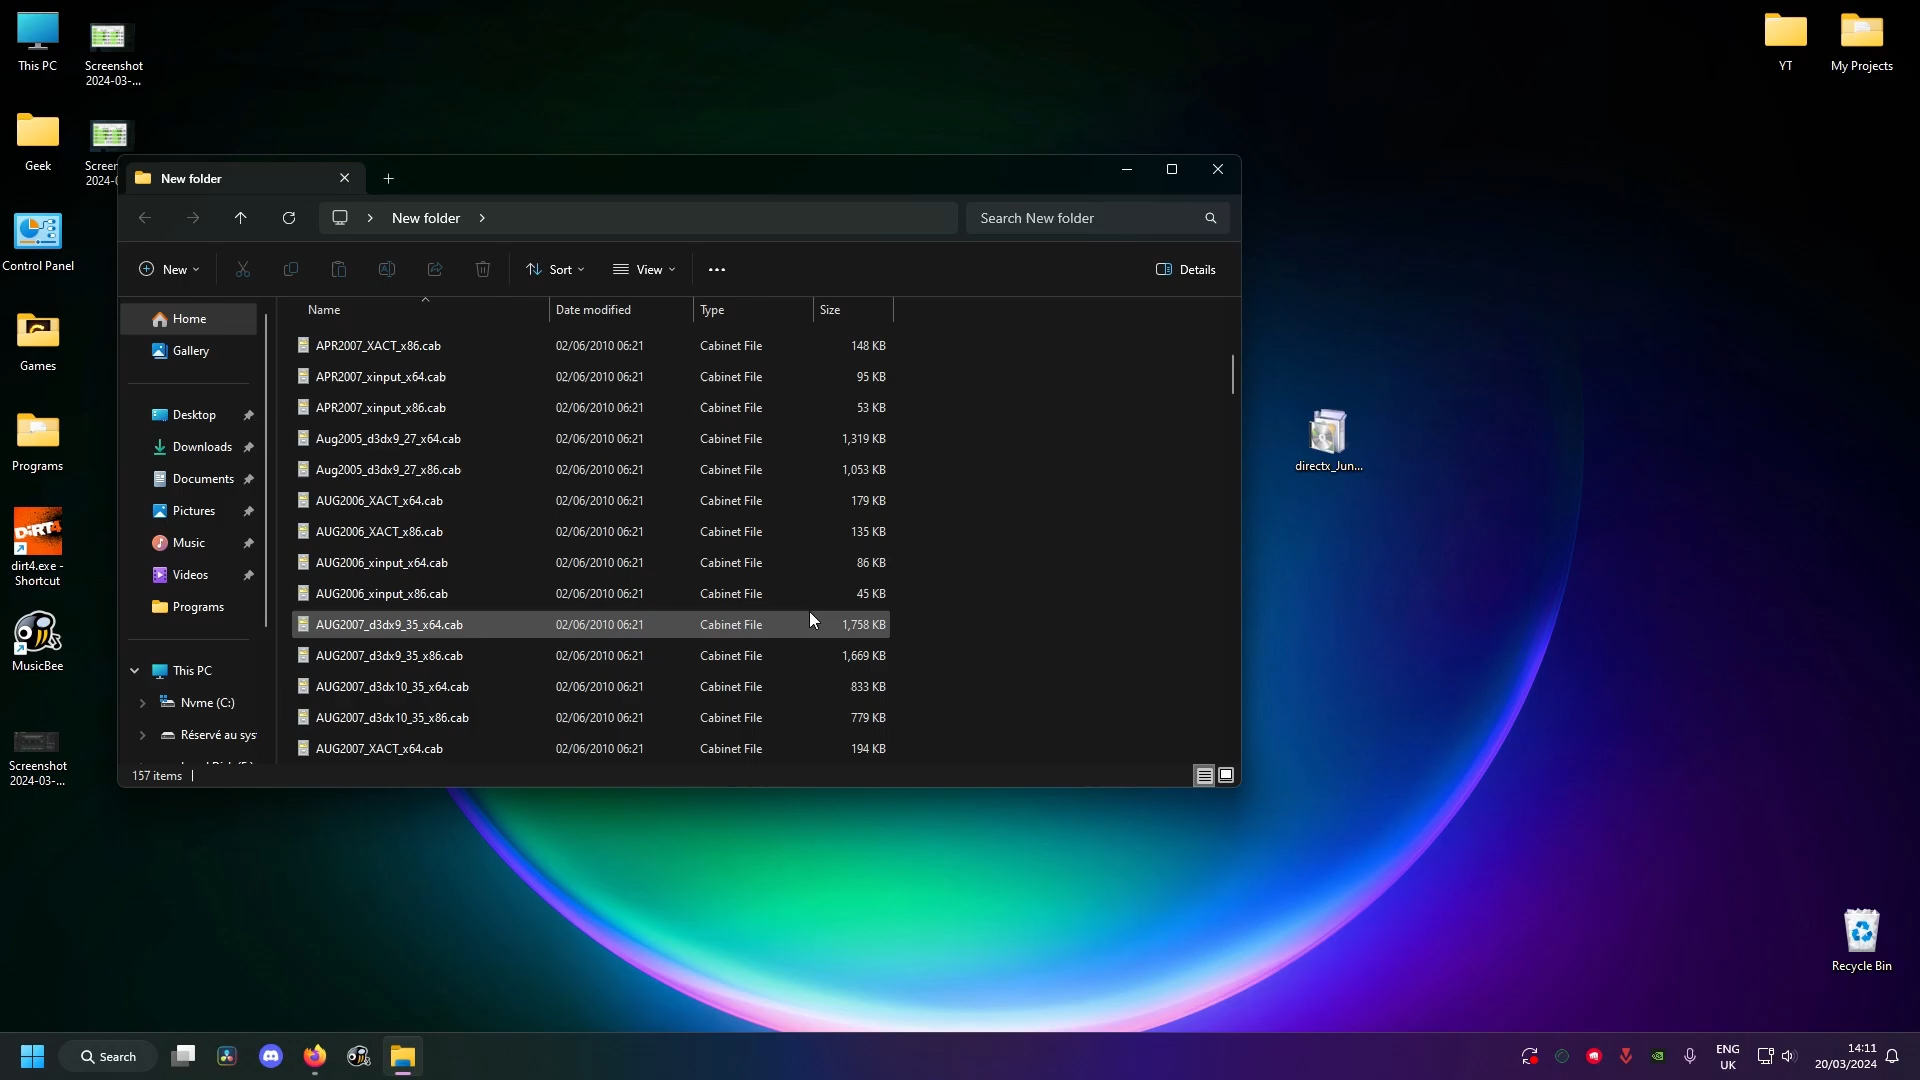 This PC
Screenshot
2024-03-...
YT
My Projects
Geek
Screen
2024-0
Control Panel
Games
Programs
DiRT4
dirt4.exe -
Shortcut
MusicBee
Screenshot
2024-03-...
New folder
New folder
Search New folder
New
Sort
View
Details
Home
Gallery
Desktop
Downloads
Documents
Pictures
Music
Videos
Programs
This PC
Nvme (C:)
Réservé au sys
Name Date modified Type Size
APR2007_XACT_x86.cab 02/06/2010 06:21 Cabinet File 148 KB
APR2007_xinput_x64.cab 02/06/2010 06:21 Cabinet File 95 KB
APR2007_xinput_x86.cab 02/06/2010 06:21 Cabinet File 53 KB
Aug2005_d3dx9_27_x64.cab 02/06/2010 06:21 Cabinet File 1,319 KB
Aug2005_d3dx9_27_x86.cab 02/06/2010 06:21 Cabinet File 1,053 KB
AUG2006_XACT_x64.cab 02/06/2010 06:21 Cabinet File 179 KB
AUG2006_XACT_x86.cab 02/06/2010 06:21 Cabinet File 135 KB
AUG2006_xinput_x64.cab 02/06/2010 06:21 Cabinet File 86 KB
AUG2006_xinput_x86.cab 02/06/2010 06:21 Cabinet File 45 KB
AUG2007_d3dx9_35_x64.cab 02/06/2010 06:21 Cabinet File 1,758 KB
AUG2007_d3dx9_35_x86.cab 02/06/2010 06:21 Cabinet File 1,669 KB
AUG2007_d3dx10_35_x64.cab 02/06/2010 06:21 Cabinet File 833 KB
AUG2007_d3dx10_35_x86.cab 02/06/2010 06:21 Cabinet File 779 KB
AUG2007_XACT_x64.cab 02/06/2010 06:21 Cabinet File 194 KB
157 items
directx_Jun...
Recycle Bin
Search
ENG
UK
14:11
20/03/2024